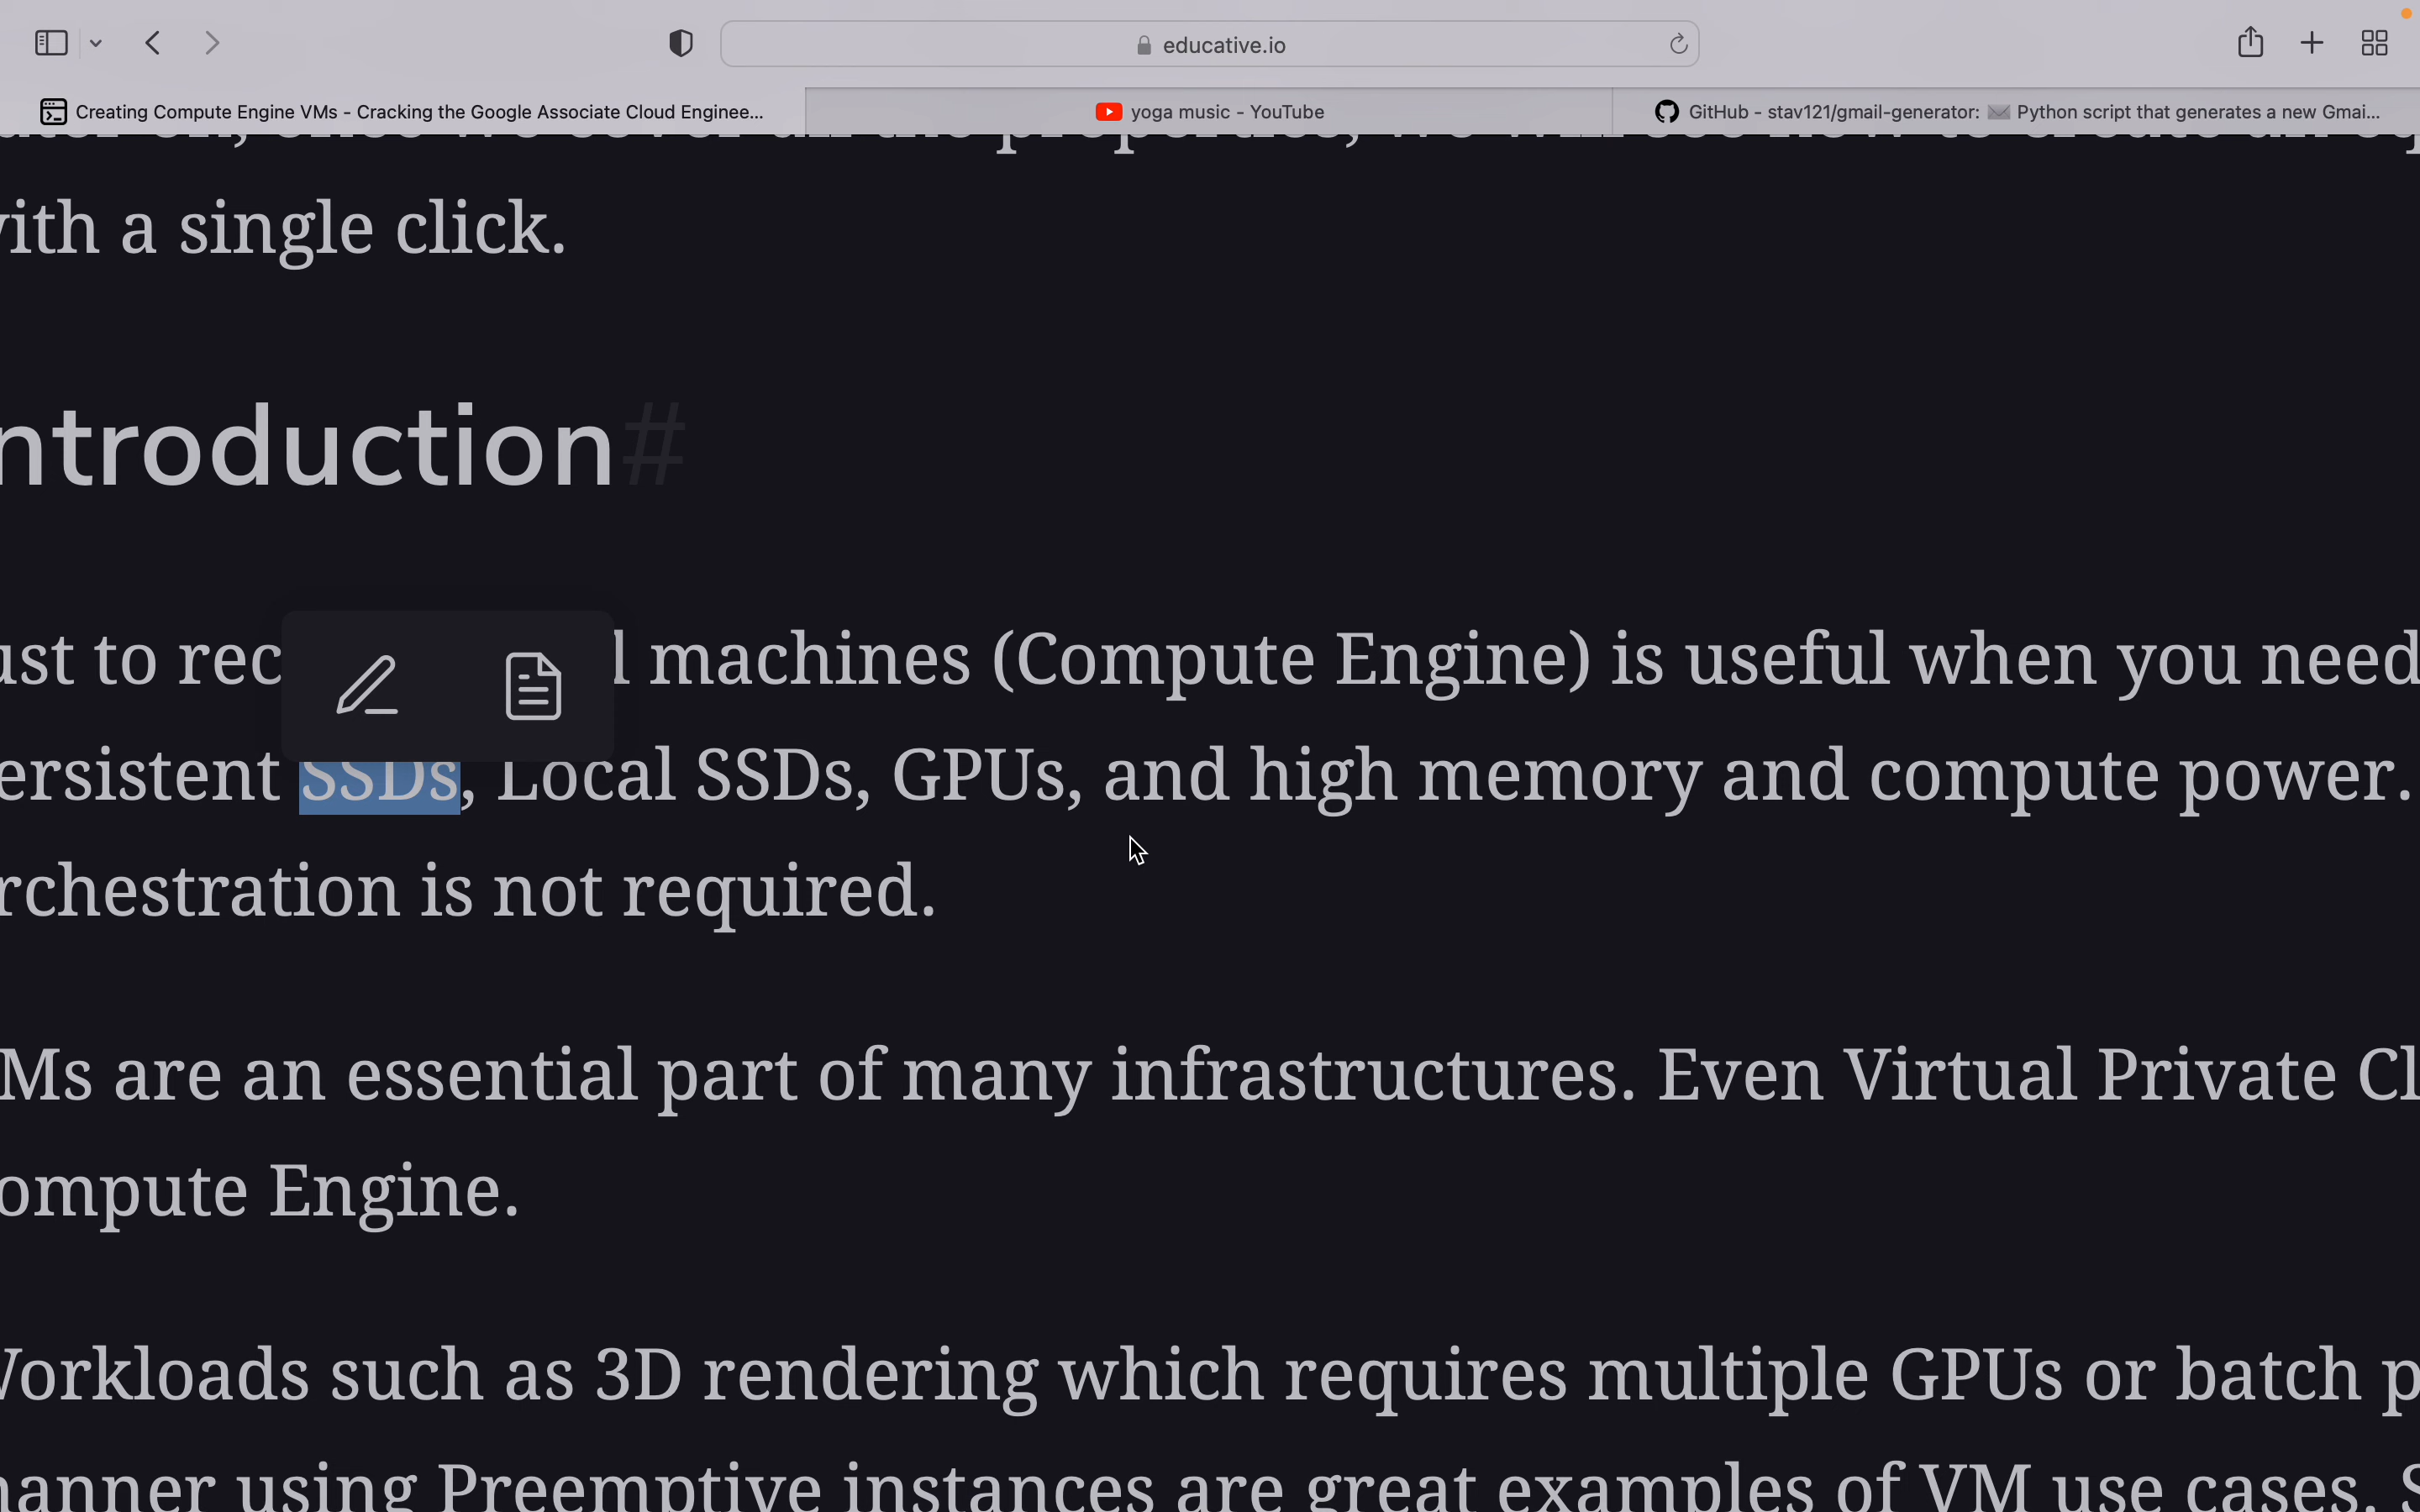 educative.io
Creating Compute Engine VMs - Cracking the Google Associate Cloud Enginee...
yoga music - YouTube
GitHub - stav121/gmail-generator: ✉️ Python script that generates a new Gmai...
with a single click.
ntroduction#
ust to rec l machines (Compute Engine) is useful when you need
ersistent SSDs, Local SSDs, GPUs, and high memory and compute power.
rchestration is not required.
Ms are an essential part of many infrastructures. Even Virtual Private Cl
ompute Engine.
Workloads such as 3D rendering which requires multiple GPUs or batch p
anner using Preemptive instances are great examples of VM use cases. S